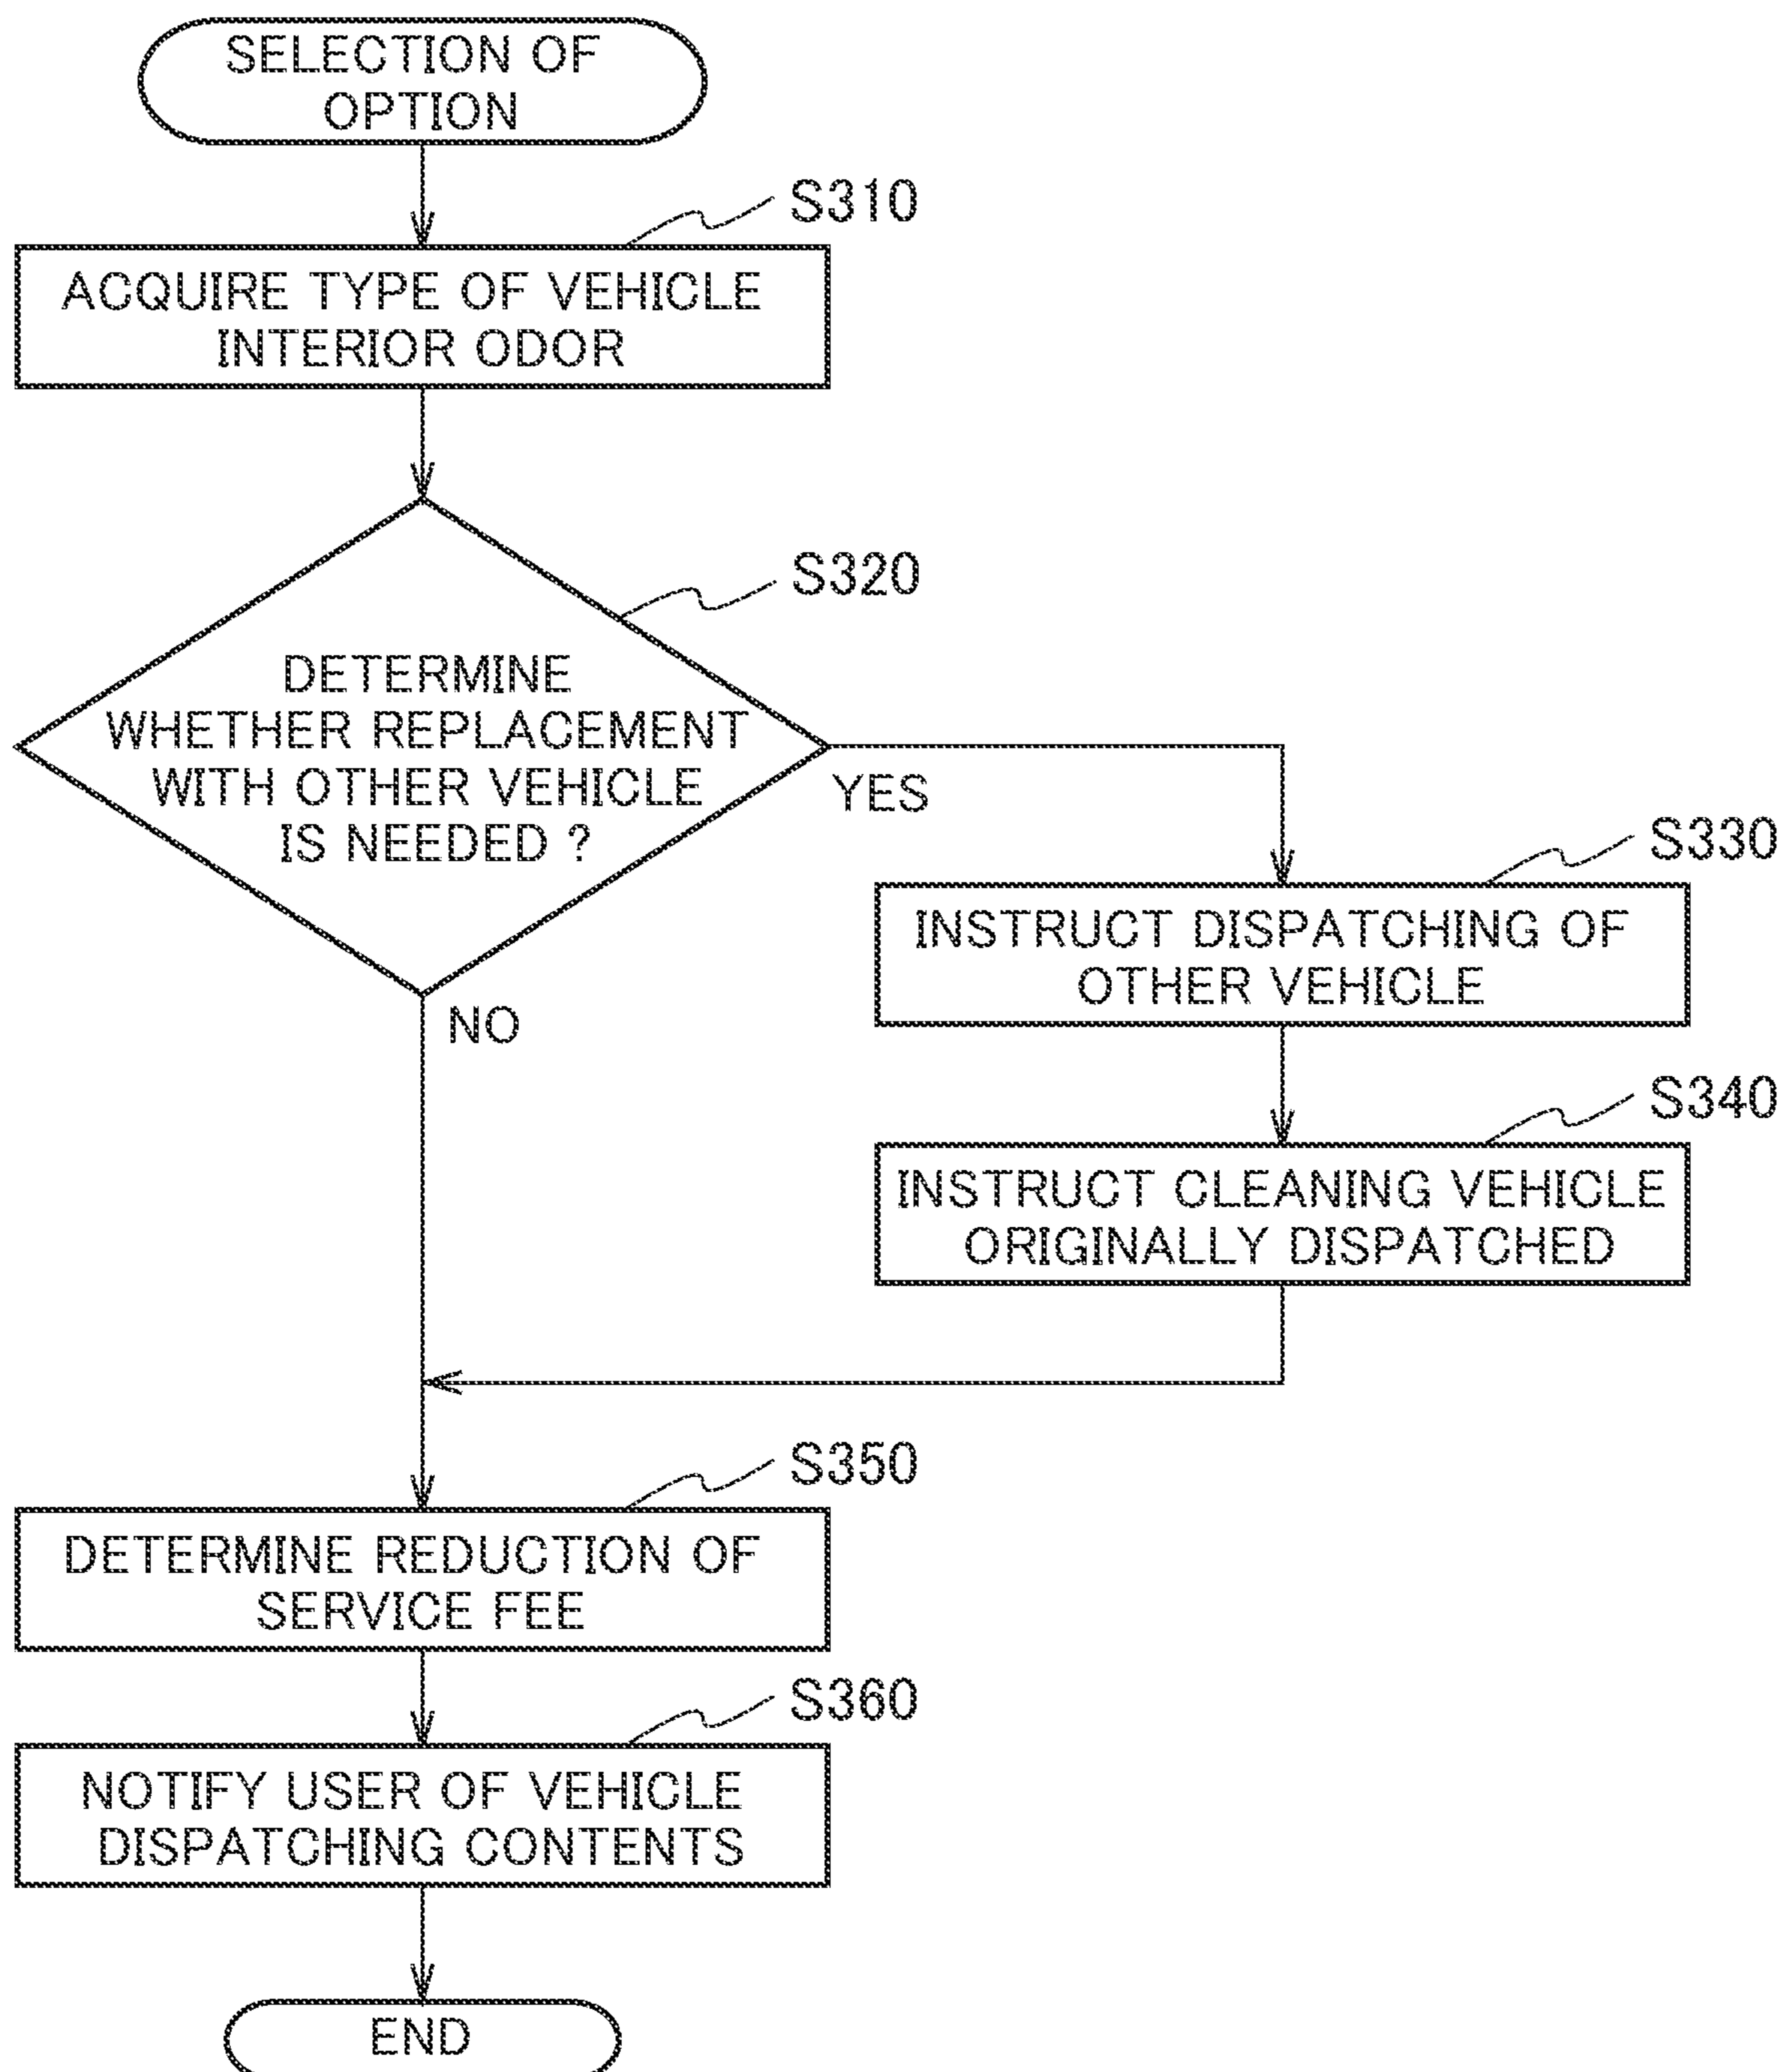 SELECTION OF
OPTION
S310
ACQUIRE TYPE OF VEHICLE
INTERIOR ODOR
S320
DETERMINE
WHETHER REPLACEMENT
WITH OTHER VEHICLE
IS NEEDED ?
YES
NO
S330
INSTRUCT DISPATCHING OF
OTHER VEHICLE
S340
INSTRUCT CLEANING VEHICLE
ORIGINALLY DISPATCHED
S350
DETERMINE REDUCTION OF
SERVICE FEE
S360
NOTIFY USER OF VEHICLE
DISPATCHING CONTENTS
END